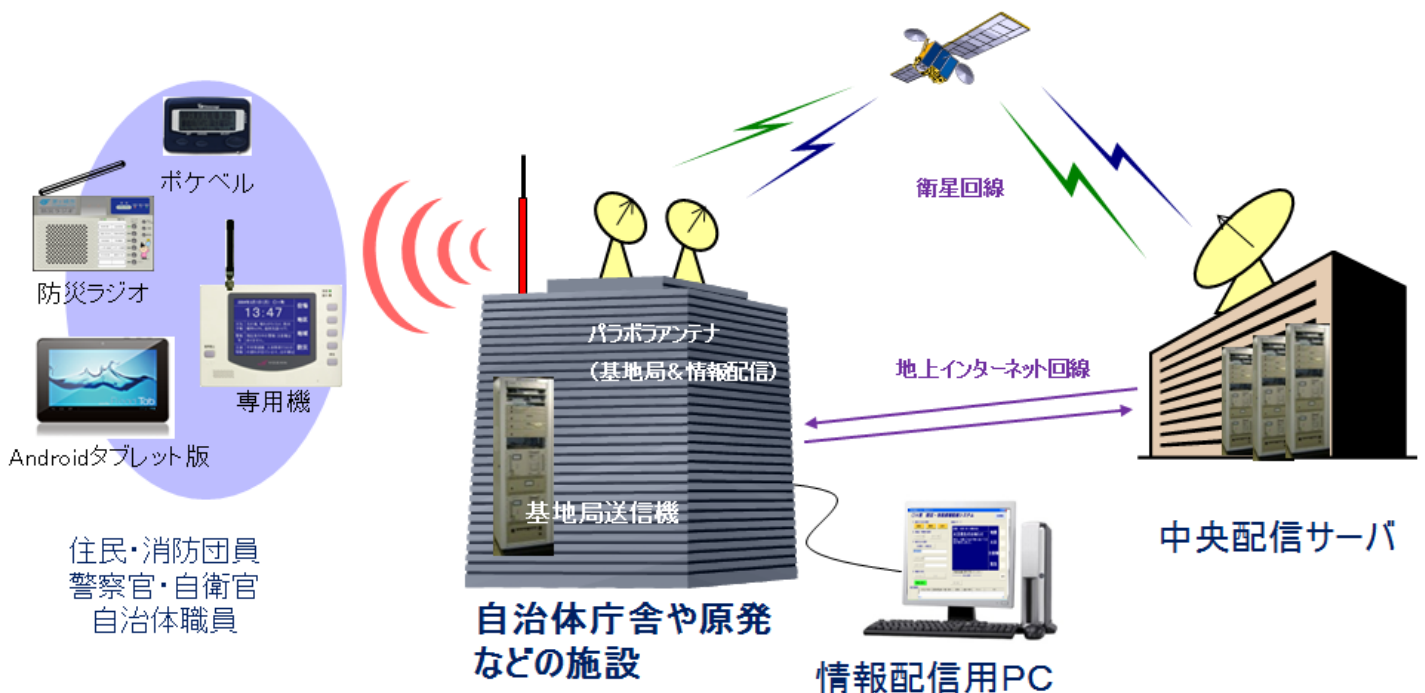 ポケベル
防災ラジオ
13:47
専用機
Tab
Androidタブレット版
住民・消防団員
警察官・自衛官
自治体職員
パラボラアンテナ
(基地局&情報配信)
基地局送信機
自治体庁舎や原発
などの施設
衛星回線
地上インターネット回線
情報配信用PC
中央配信サーバ